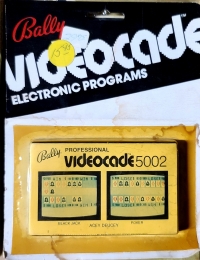 Bally
VIDEOCADE
ELECTRONIC PROGRAMS
Bally PROFESSIONAL
VIDEOCADE 5002
BLACK JACK
POKER
ACEY DEUCEY